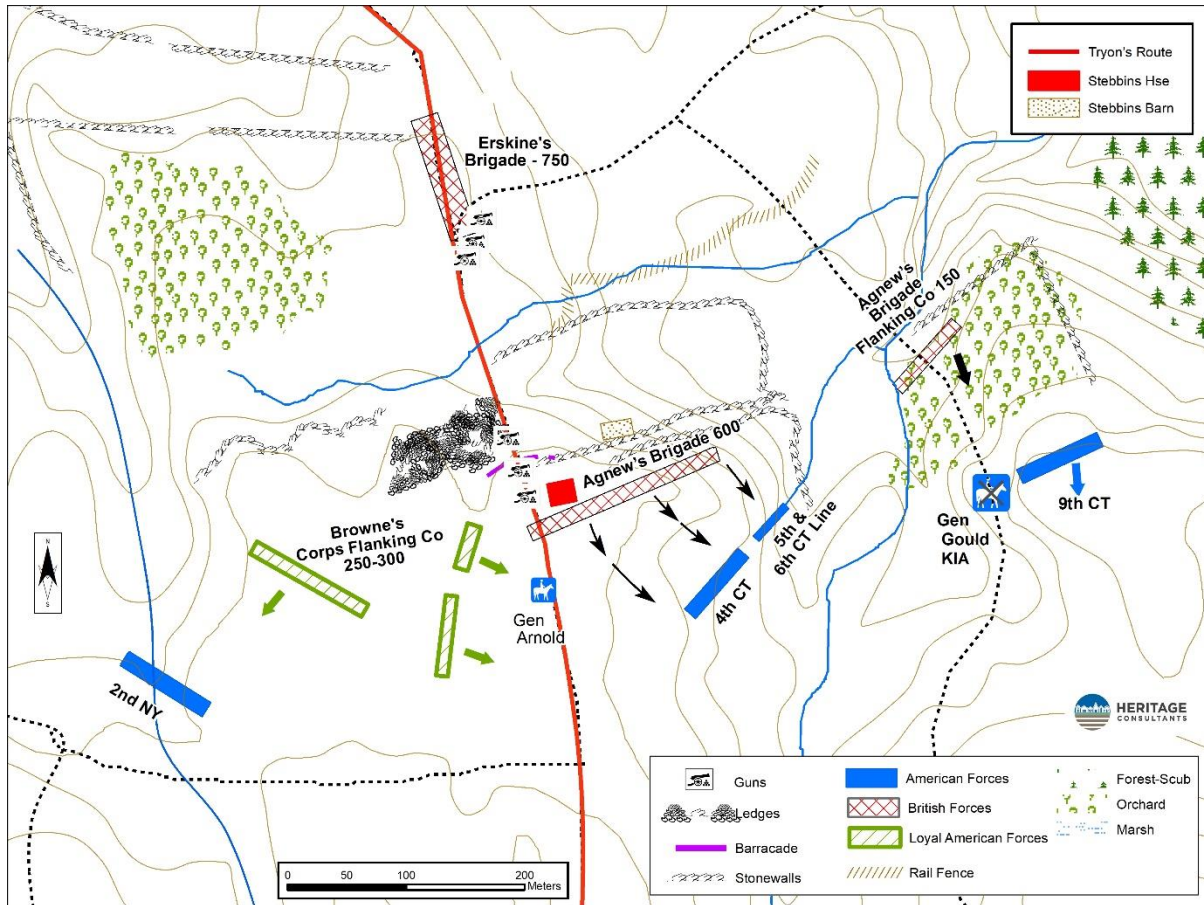 Tryon's Route
Stebbins Hse
Stebbins Barn
Erskine's
Brigade - 750
Agnew's
Brigade
Flanking Co 150
Agnew's Brigade 600
Browne's
Corps Flanking Co
250-300
5th &
6th CT Line
4th CT
9th CT
Gen
Gould
KIA
Gen
Arnold
2nd NY
N
S
HERITAGE
CONSULTANTS
Guns
Ledges
Barracade
Stonewalls
American Forces
British Forces
Loyal American Forces
Rail Fence
Forest-Scub
Orchard
Marsh
0 50 100 200
Meters